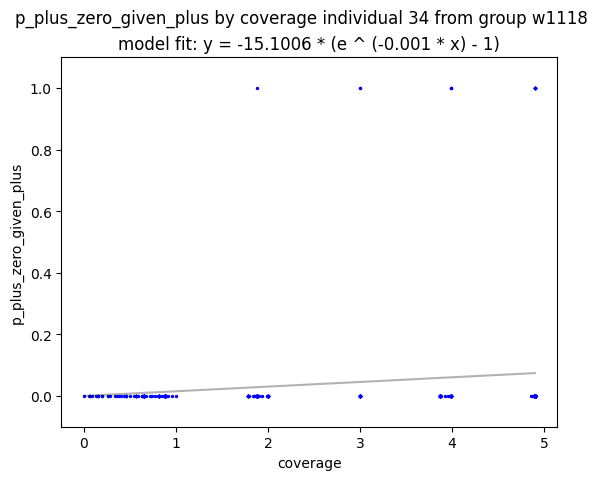 p_plus_zero_given_plus by coverage individual 34 from group w1118
model fit: y = -15.1006 * (e ^ (-0.001 * x) - 1)
1.0
0.8
0.6
0.4
0.2
0.0
p_plus_zero_given_plus
0 1 2 3 4 5
coverage